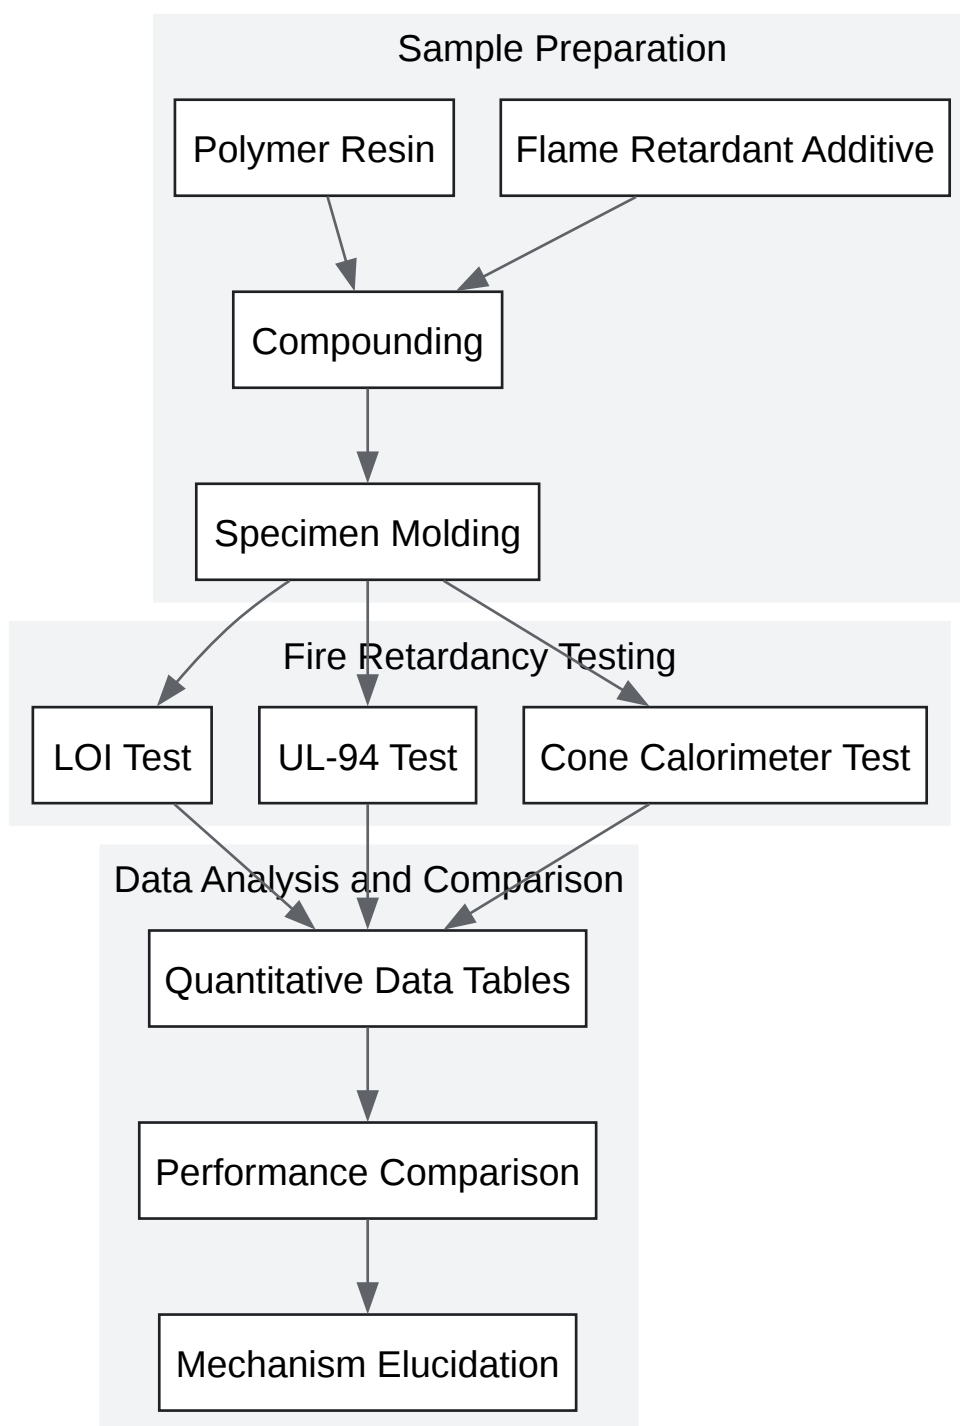 Sample Preparation
Polymer Resin
Flame Retardant Additive
Compounding
Specimen Molding
Fire Retardancy Testing
LOI Test
UL-94 Test
Cone Calorimeter Test
Data Analysis and Comparison
Quantitative Data Tables
Performance Comparison
Mechanism Elucidation